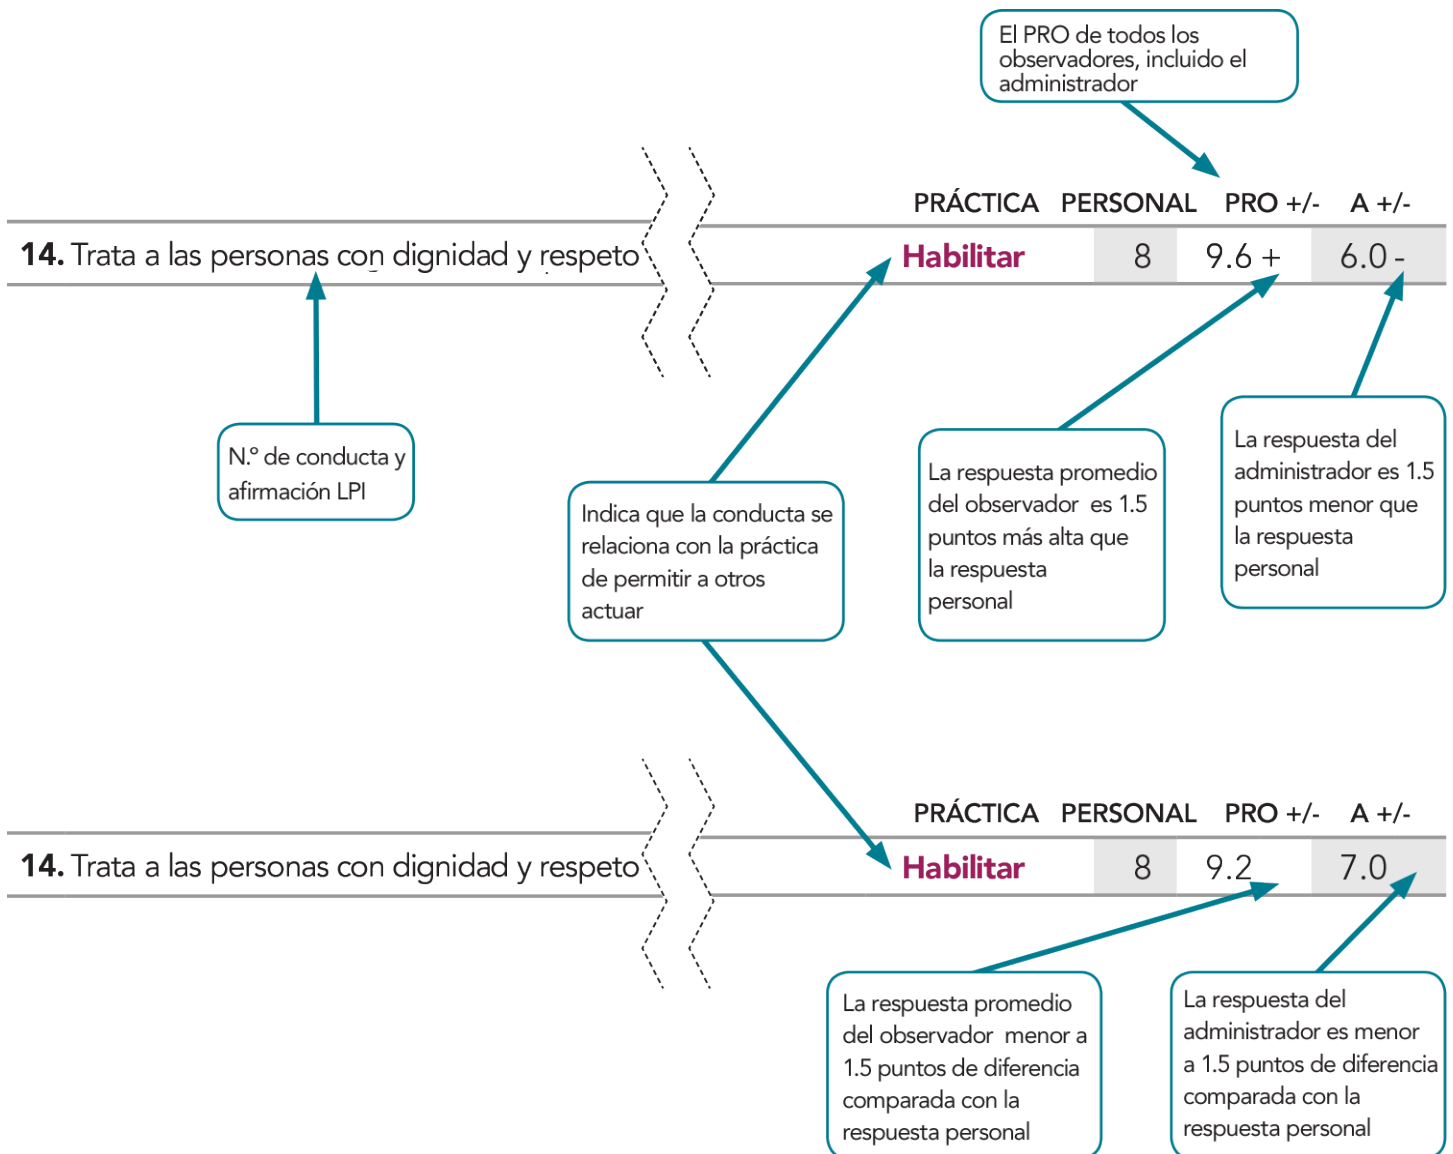 El PRO de todos los
observadores, incluido el
administrador
PRÁCTICA PERSONAL PRO +/- A +/-
14. Trata a las personas con dignidad y respeto Habilitar 8 9.6 + 6.0 -
N.º de conducta y
afirmación LPI
Indica que la conducta se
relaciona con la práctica
de permitir a otros
actuar
La respuesta promedio
del observador es 1.5
puntos más alta que
la respuesta
personal
La respuesta del
administrador es 1.5
puntos menor que
la respuesta
personal
PRÁCTICA PERSONAL PRO +/- A +/-
14. Trata a las personas con dignidad y respeto Habilitar 8 9.2 7.0
La respuesta promedio
del observador menor a
1.5 puntos de diferencia
comparada con la
respuesta personal
La respuesta del
administrador es menor
a 1.5 puntos de diferencia
comparada con la
respuesta personal